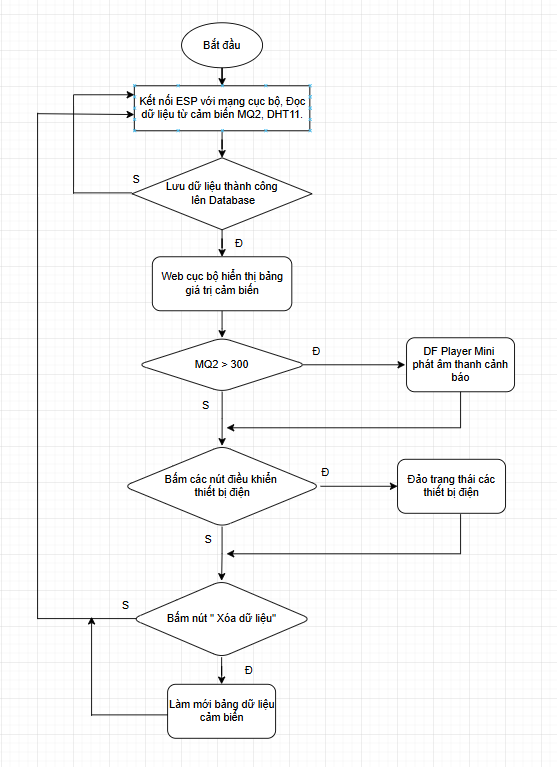 Bắt đầu
Kết nối ESP với mạng cục bộ, Đọc
dữ liệu từ cảm biến MQ2, DHT11.
S
Lưu dữ liệu thành công
lên Database
Đ
Web cục bộ hiển thị bảng
giá trị cảm biến
MQ2 > 300
Đ
DF Player Mini
phát âm thanh cảnh
báo
S
Bấm các nút điều khiển
thiết bị điện
Đ
Đảo trạng thái các
thiết bị điện
S
S
Bấm nút " Xóa dữ liệu"
Đ
Làm mới bảng dữ liệu
cảm biến